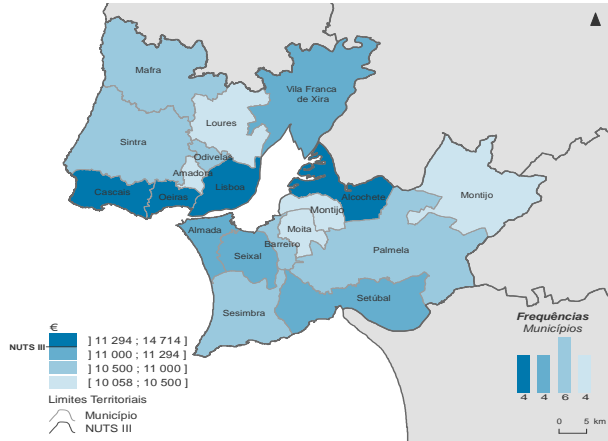 Mafra
Vila Franca
de Xira
Loures
Sintra
Odivelas
Amadora
Lisboa
Cascais
Oeiras
Alcochete
Montijo
Montijo
Moita
Almada
Barreiro
Seixal
Palmela
Sesimbra
Setúbal
€
NUTS III
] 11 294 ; 14 714 ]
] 11 000 ; 11 294 ]
] 10 500 ; 11 000 ]
[ 10 058 ; 10 500 ]
Limites Territoriais
Município
NUTS III
Frequências
Municípios
4 4 6 4
0 5 km